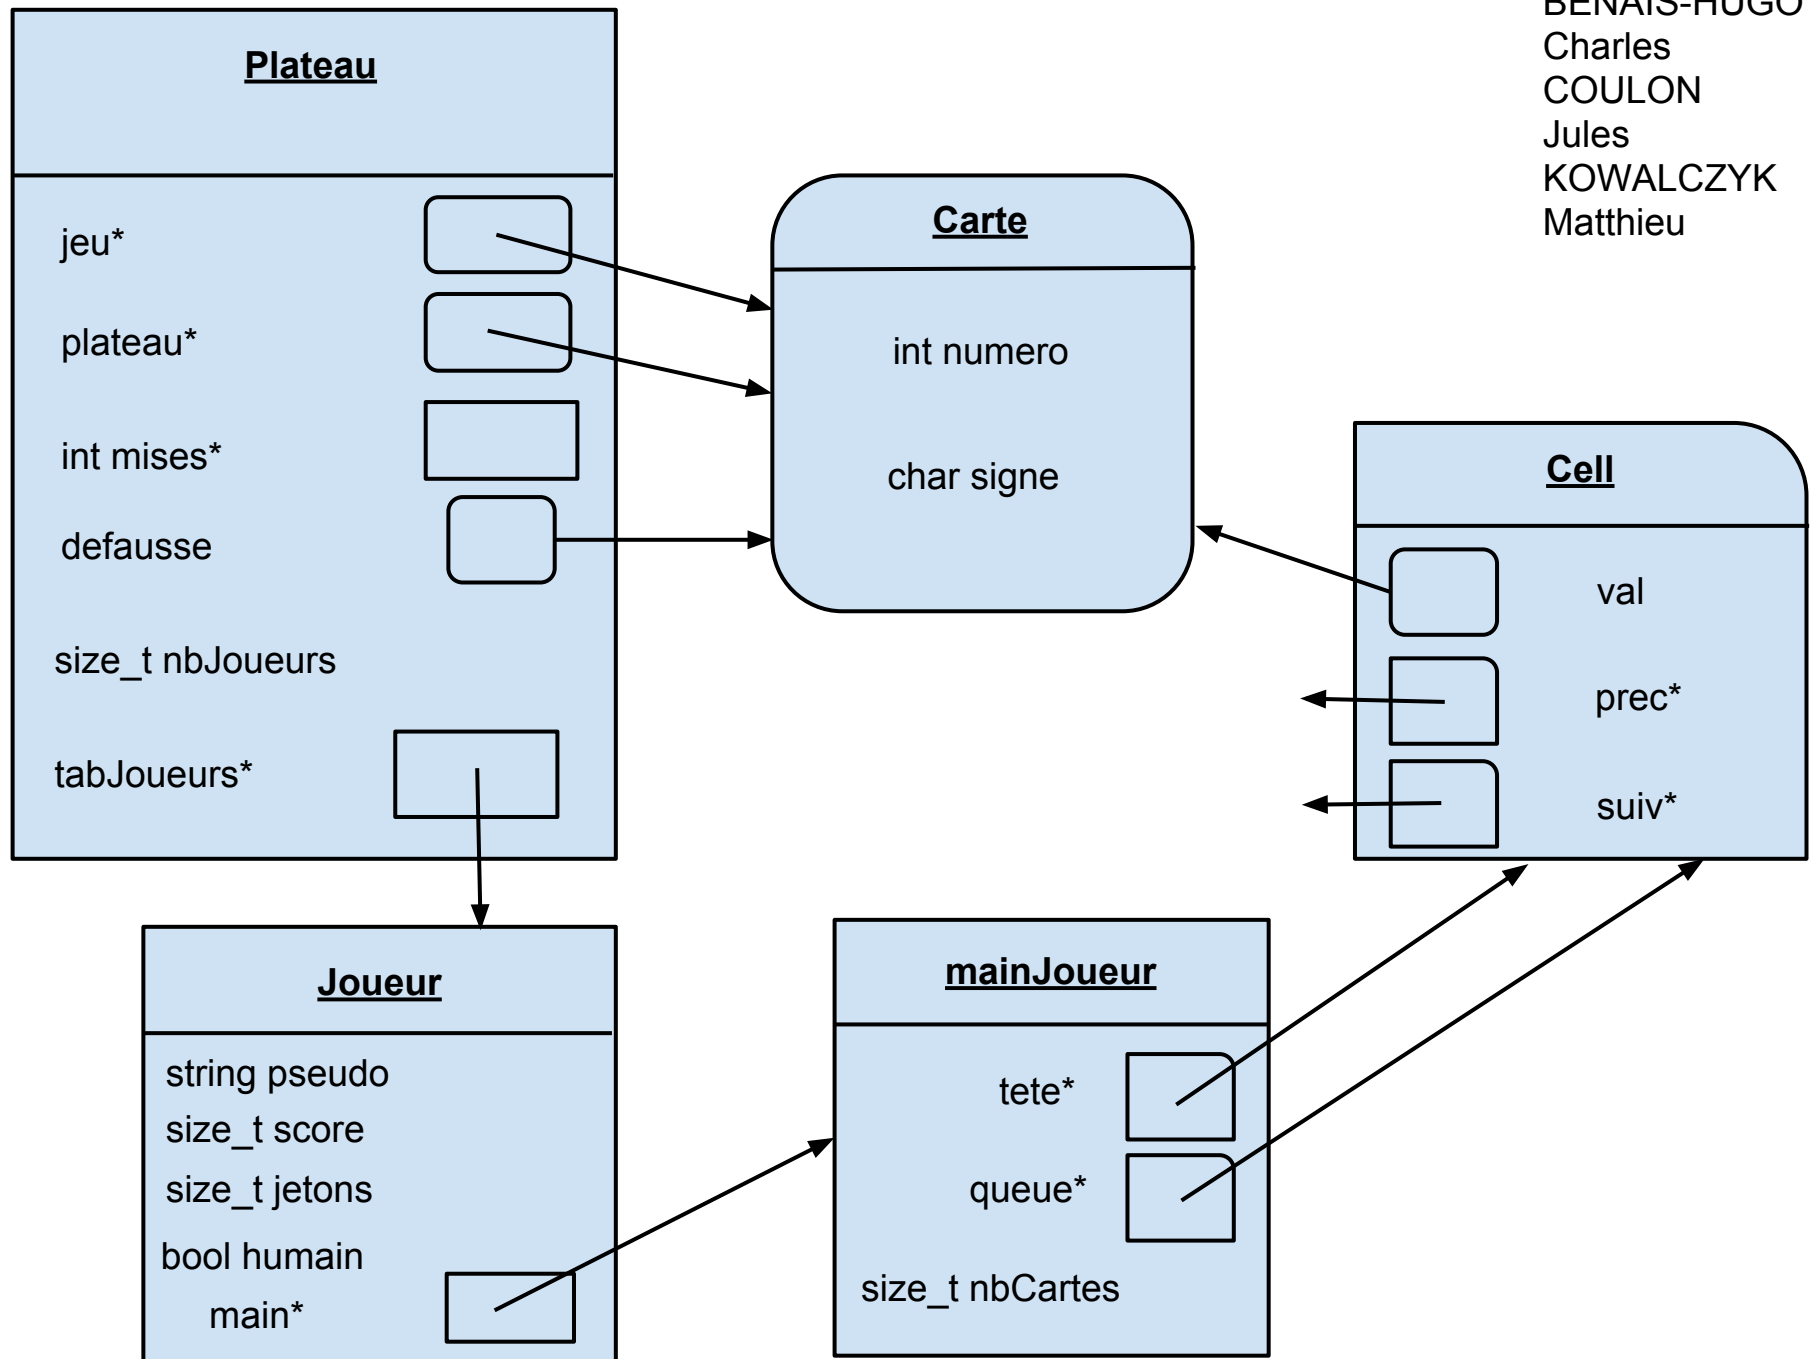 BENAIS-HUGO
Charles
COULON
Jules
KOWALCZYK
Matthieu
Plateau
jeu*
plateau*
int mises*
defausse
size_t nbJoueurs
tabJoueurs*
Carte
int numero
char signe
Cell
val
prec*
suiv*
Joueur
string pseudo
size_t score
size_t jetons
bool humain
main*
mainJoueur
tete*
queue*
size_t nbCartes